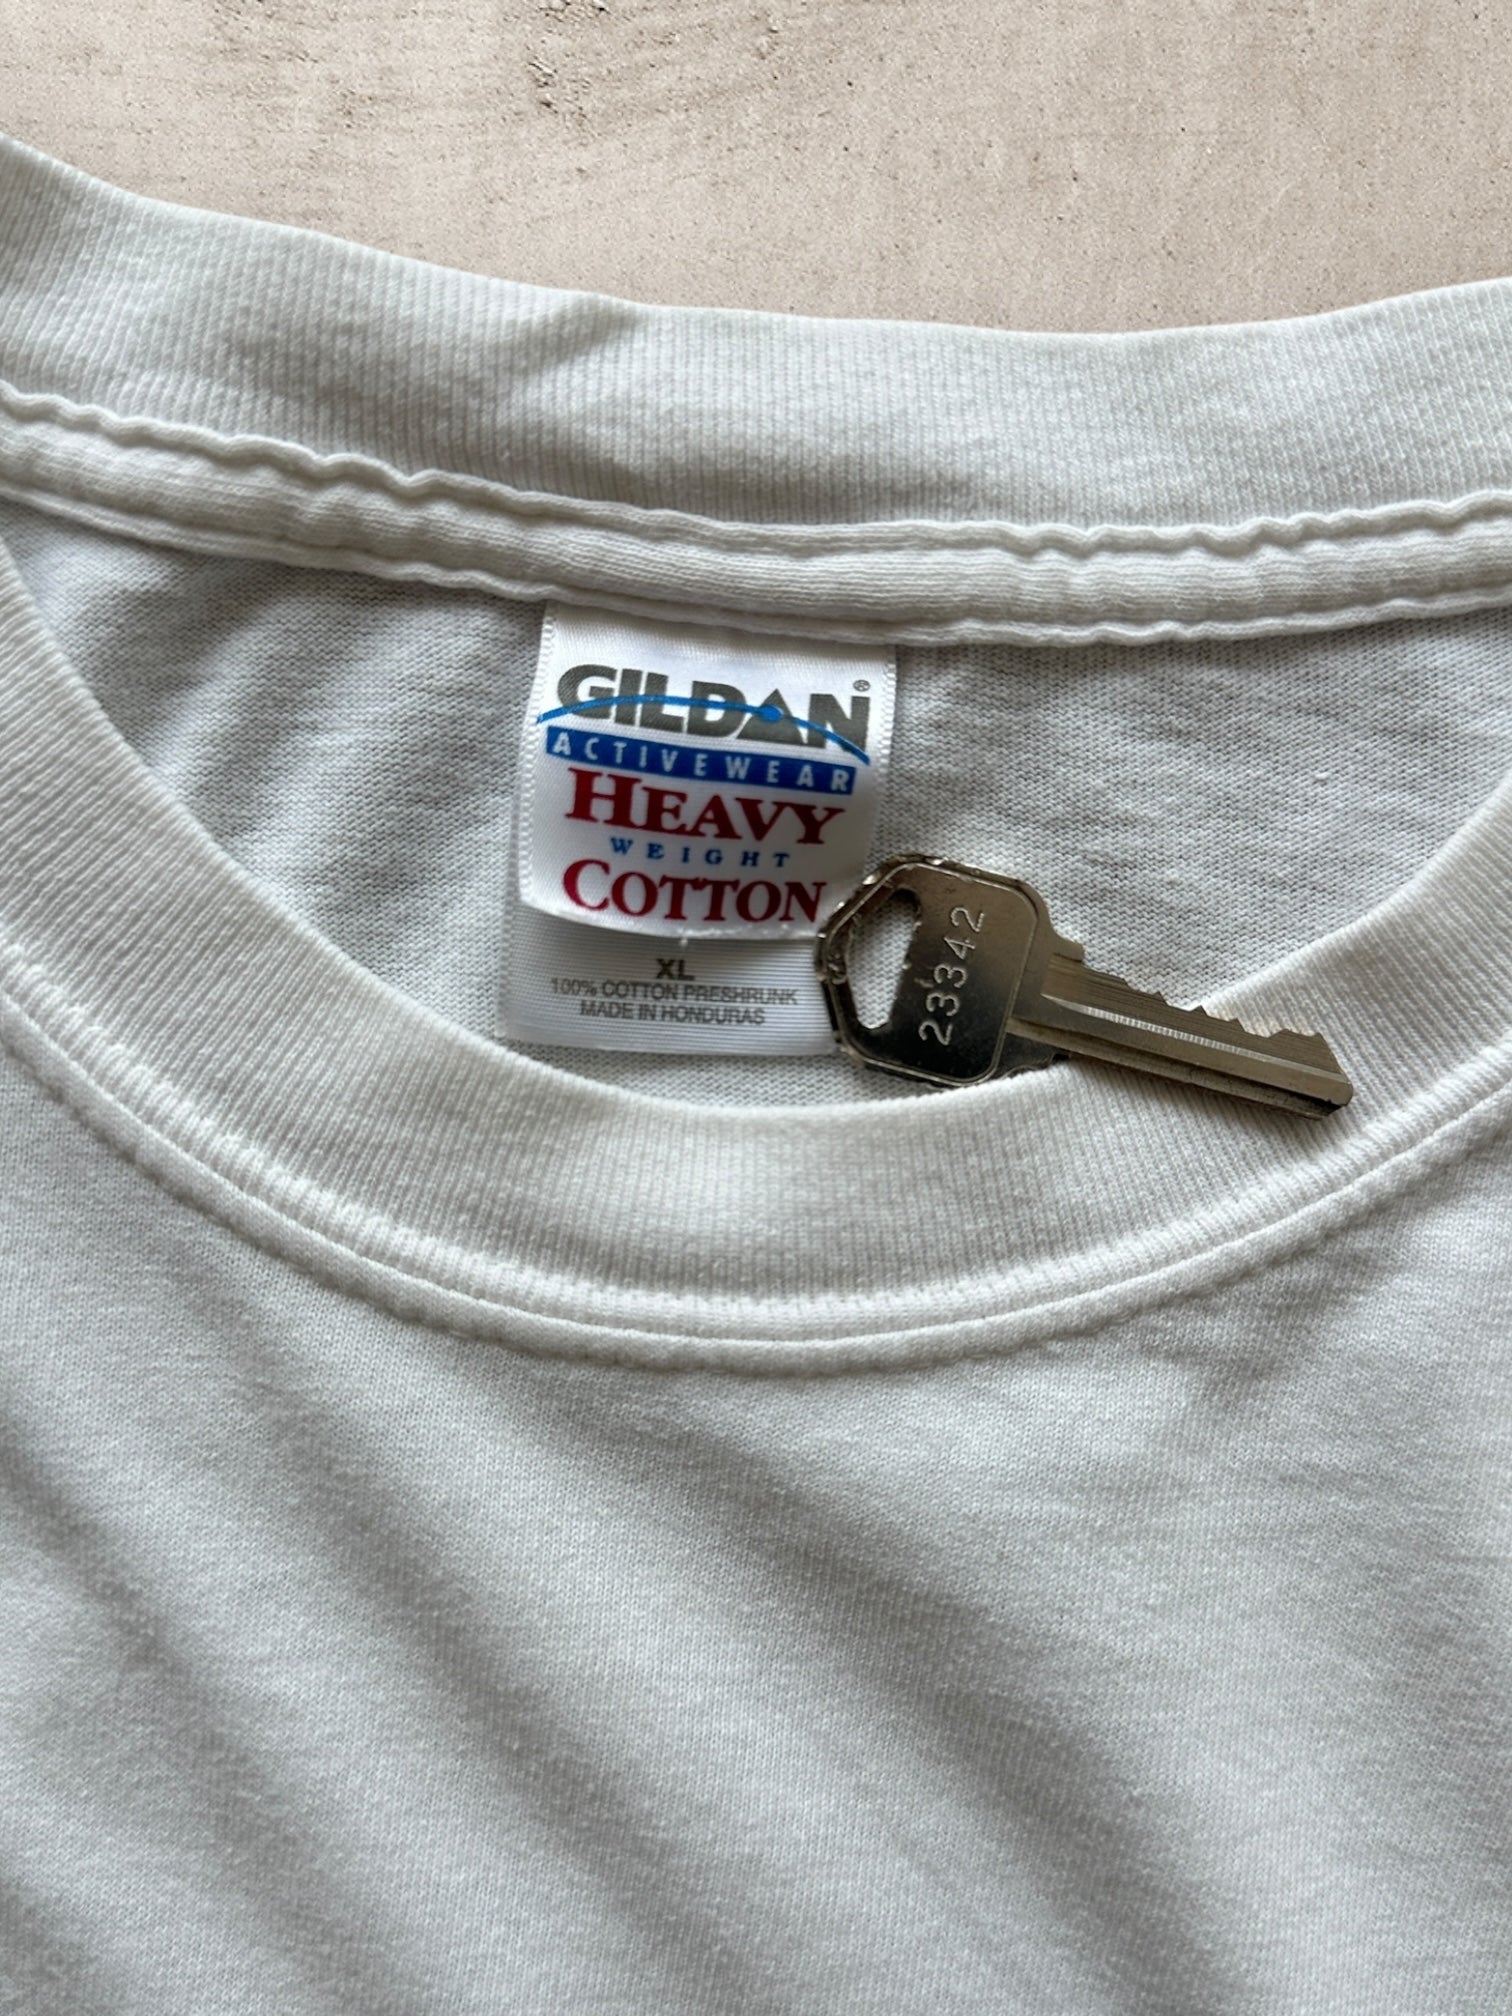 GILDAN®
ACTIVEWEAR
HEAVY
WEIGHT
COTTON
XL
100% COTTON PRESHRUNK
MADE IN HONDURAS
23342